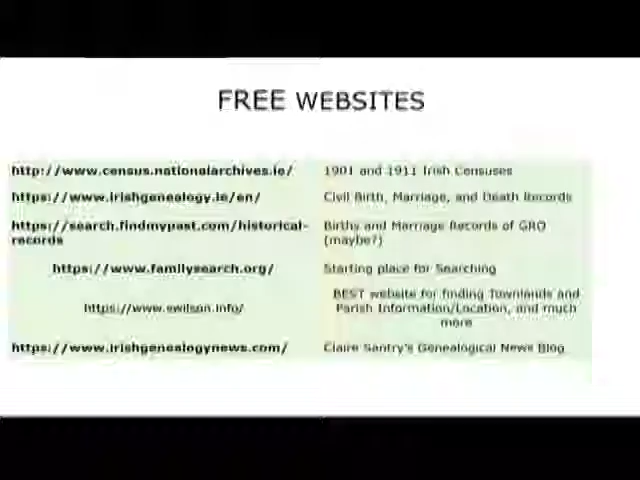 FREE WEBSITES
http://www.census.nationalarchives.ie/ 1901 and 1911 Irish Censuses
https://www.irishgenealogy.ie/en/ Civil Birth, Marriage, and Death Records
https://search.findmypast.com/historical- Births and Marriage Records of GRO
records (maybe?)
https://www.familysearch.org/ Starting place for Searching
BEST website for finding Townlands and
https://www.swilson.info/ Parish Information/Location, and much
more
https://www.irishgenealogynews.com/ Claire Santry's Genealogical News Blog